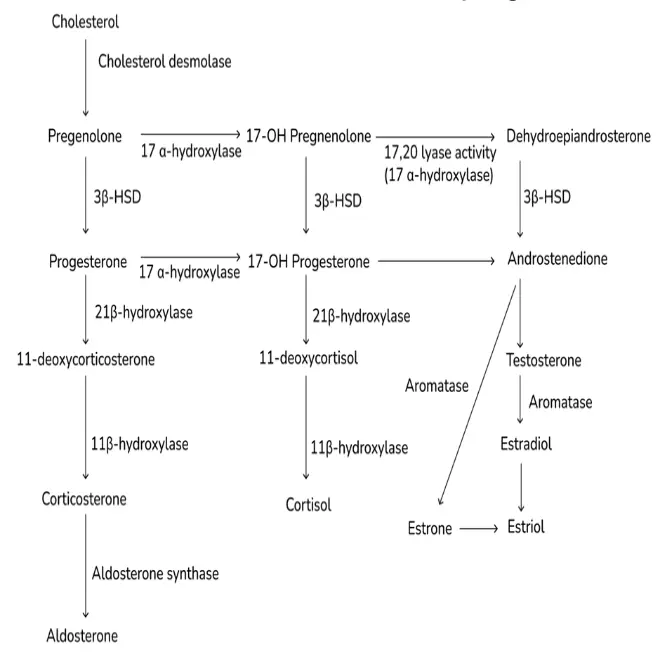 Cholesterol
Cholesterol desmolase
Pregenolone
17 α-hydroxylase
17-OH Pregnenolone
17,20 lyase activity
(17 α-hydroxylase)
Dehydroepiandrosterone
3β-HSD
3β-HSD
3β-HSD
Progesterone
17 α-hydroxylase
17-OH Progesterone
Androstenedione
21β-hydroxylase
21β-hydroxylase
11-deoxycorticosterone
11-deoxycortisol
Testosterone
Aromatase
Aromatase
11β-hydroxylase
11β-hydroxylase
Estradiol
Corticosterone
Cortisol
Estrone
Estriol
Aldosterone synthase
Aldosterone